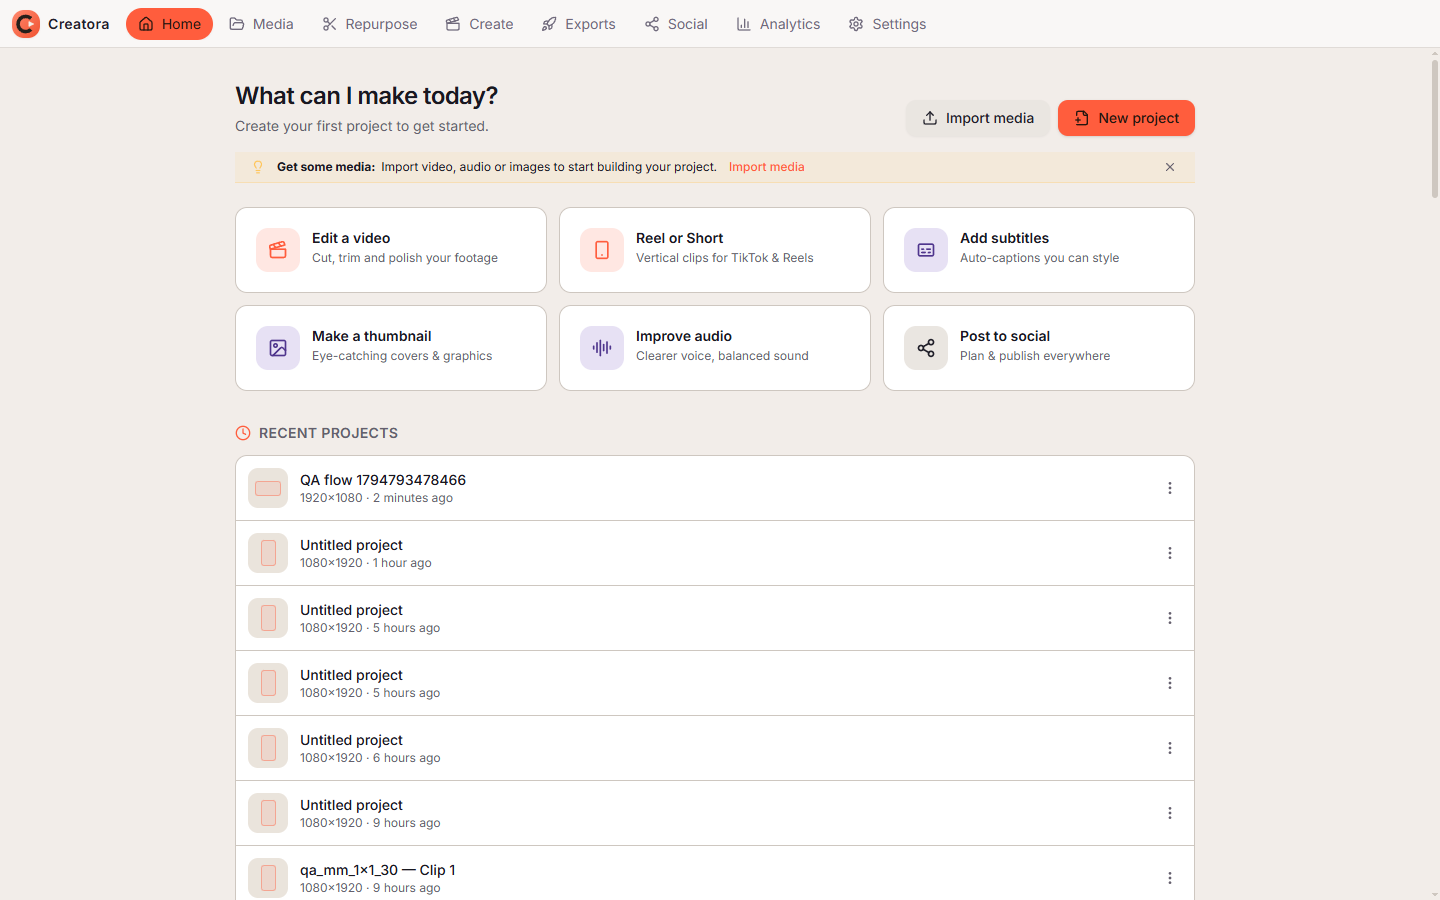 Creatora
Home
Media
Repurpose
Create
Exports
Social
Analytics
Settings
What can I make today?
Create your first project to get started.
Import media
New project
Get some media: Import video, audio or images to start building your project. Import media
Edit a video
Cut, trim and polish your footage
Reel or Short
Vertical clips for TikTok & Reels
Add subtitles
Auto-captions you can style
Make a thumbnail
Eye-catching covers & graphics
Improve audio
Clearer voice, balanced sound
Post to social
Plan & publish everywhere
RECENT PROJECTS
QA flow 1794793478466
1920×1080 · 2 minutes ago
Untitled project
1080×1920 · 1 hour ago
Untitled project
1080×1920 · 5 hours ago
Untitled project
1080×1920 · 5 hours ago
Untitled project
1080×1920 · 6 hours ago
Untitled project
1080×1920 · 9 hours ago
qa_mm_1×1_30 — Clip 1
1080×1920 · 9 hours ago